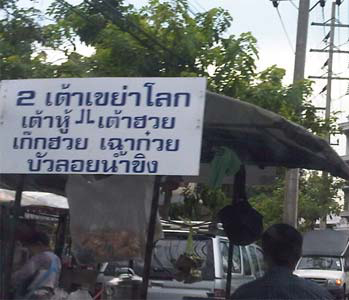 2 เต้าเขย่าโลก
เต้าหู้ เต้าฮวย
เก๊กฮวย เฉาก๋วย
บัวลอยน้ำขิง